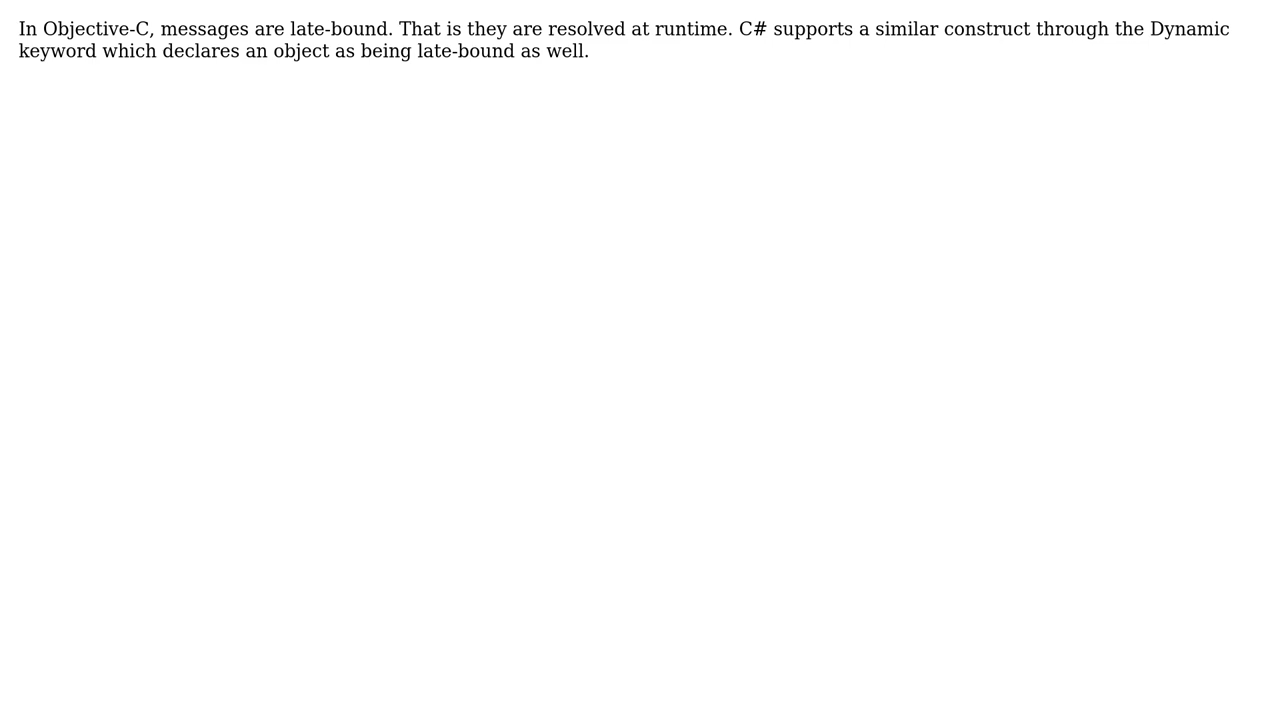 In Objective-C, messages are late-bound. That is they are resolved at runtime. C# supports a similar construct through the Dynamic
keyword which declares an object as being late-bound as well.